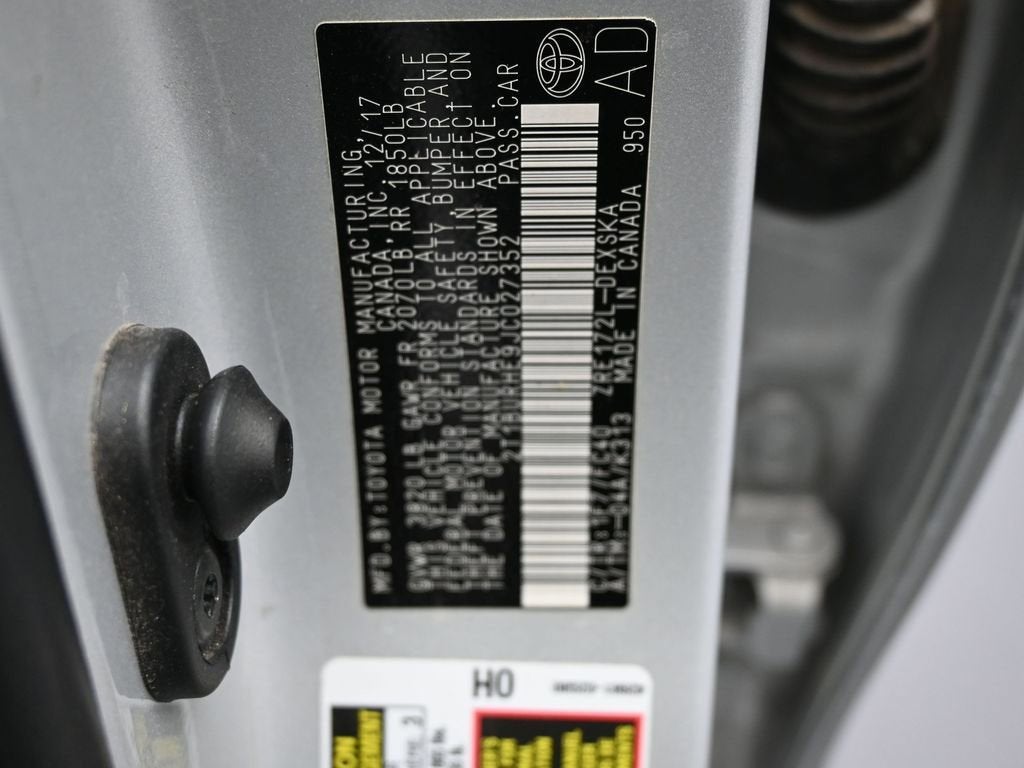 MFD.BY:TOYOTA MOTOR MANUFACTURING,
CANADA, INC. 12/17
GVWR 3820LB GAWR FR 2070LB RR 1850LB
THIS VEHICLE CONFORMS TO ALL APPLICABLE
FEDERAL MOTOR VEHICLE SAFETY, BUMPER, AND
THEFT PREVENTION STANDARDS IN EFFECT ON
THE DATE OF MANUFACTURE SHOWN ABOVE.
2T1BURHE9JC027352 PASS.CAR
C/TR:1F7/FC40 ZRE172L-DEXSKA 950
A/TM:-04A/K313 MADE IN CANADA
AD
H0